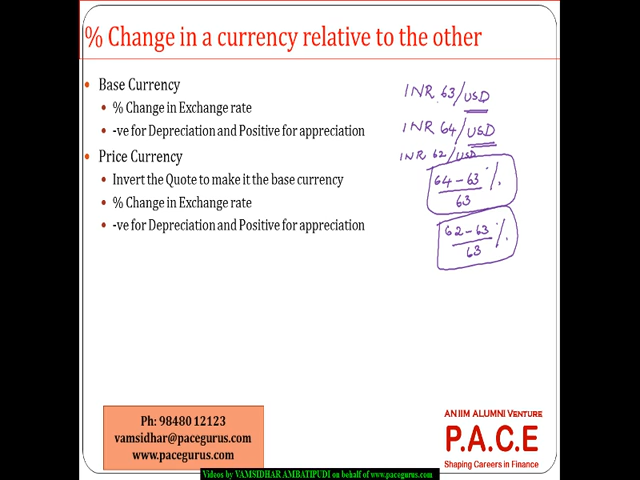 % Change in a currency relative to the other
• Base Currency
• % Change in Exchange rate
• -ve for Depreciation and Positive for appreciation
• Price Currency
• Invert the Quote to make it the base currency
• % Change in Exchange rate
• -ve for Depreciation and Positive for appreciation
INR 63/USD
INR 64/USD
INR 62/USD
64-63 %.
63
62-63 %.
63
Ph: 98480 12123
vamsidhar@pacegurus.com
www.pacegurus.com
AN IIM ALUMNI VENTURE
P.A.C.E
Shaping Careers in Finance
Videos by VAMSIDHAR AMBATIPUDI on behalf of www.pacegurus.com